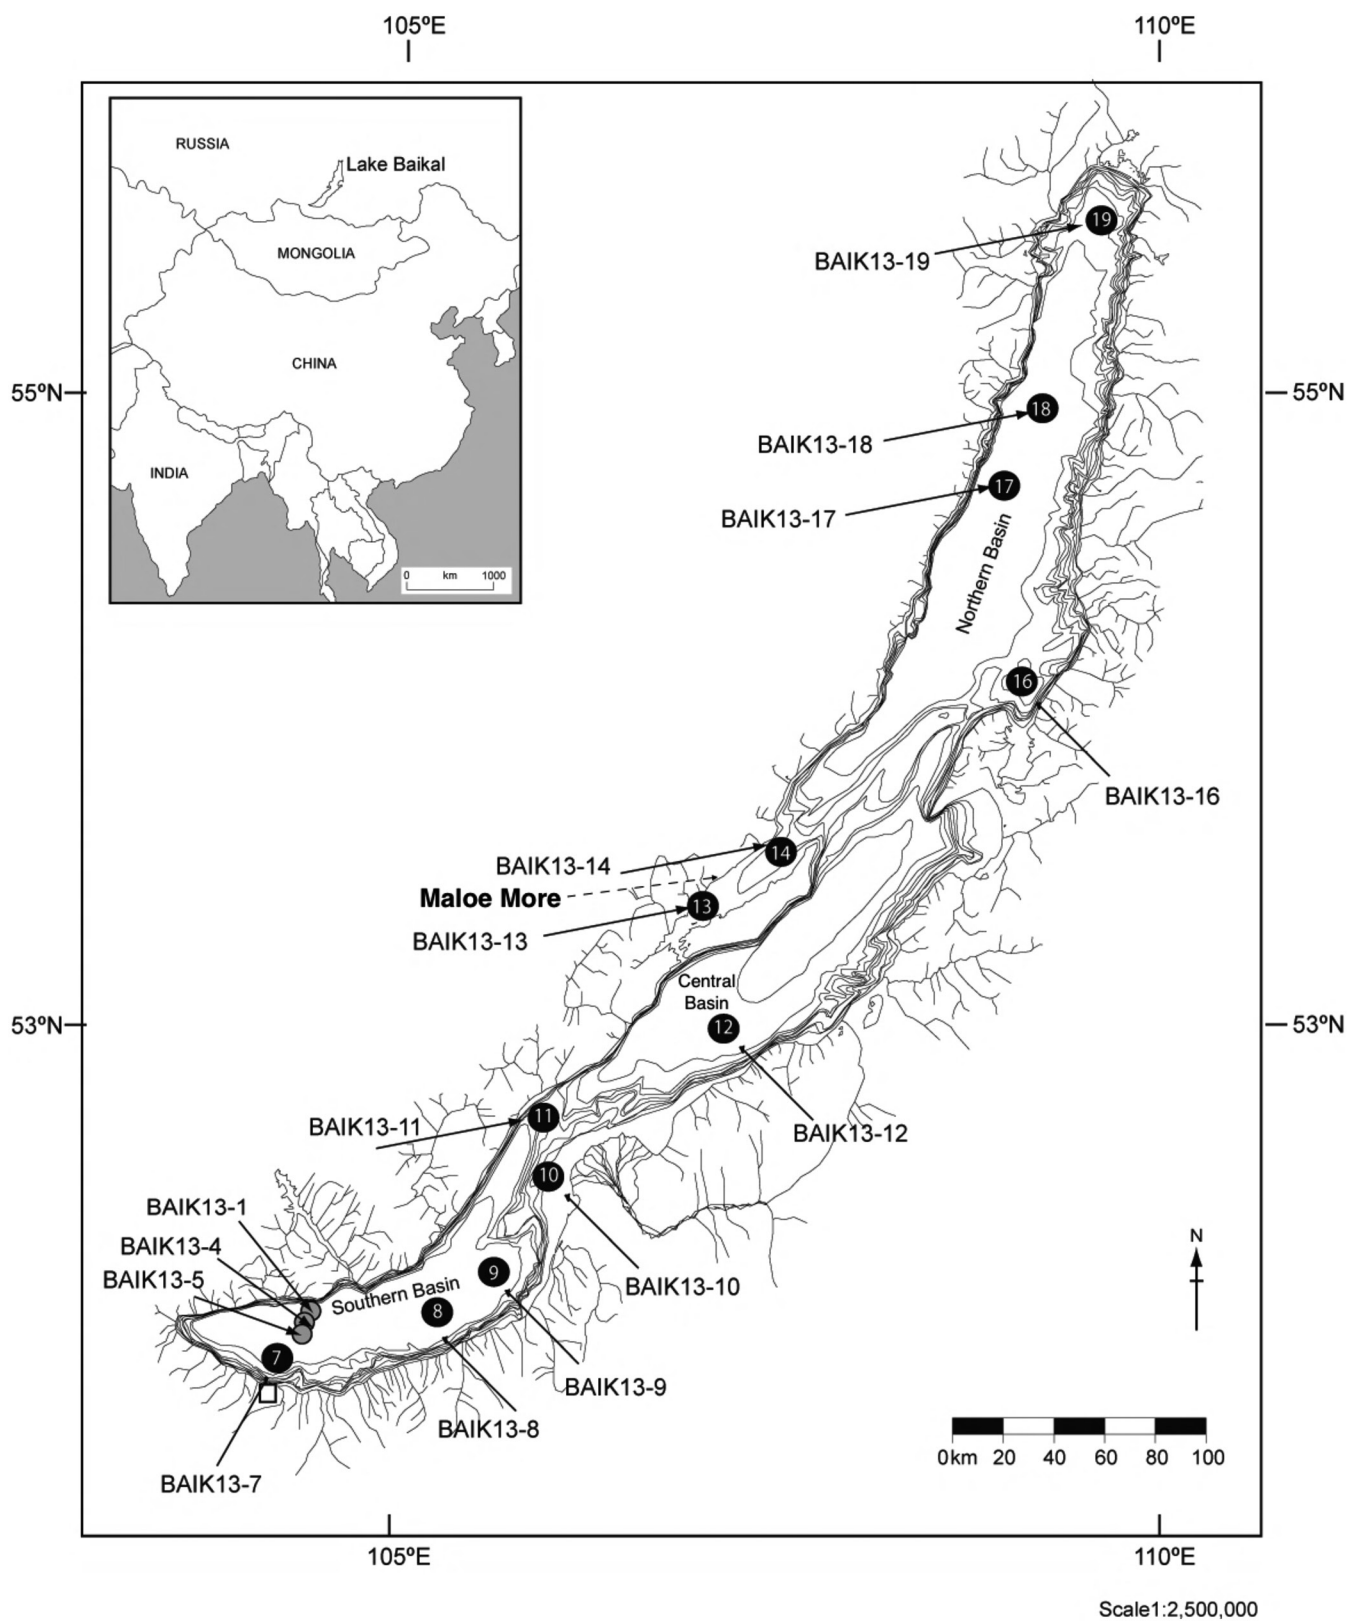 105ºE
110ºE
RUSSIA
Lake Baikal
MONGOLIA
CHINA
INDIA
0 km 1000
19
BAIK13-19
55ºN
55ºN
18
BAIK13-18
17
BAIK13-17
Northern Basin
16
BAIK13-16
14
BAIK13-14
Maloe More
13
BAIK13-13
Central
Basin
12
53ºN
53ºN
11
BAIK13-11
BAIK13-12
10
BAIK13-1
N
BAIK13-4
BAIK13-5
9
BAIK13-10
Southern Basin
8
7
BAIK13-9
BAIK13-8
BAIK13-7
0km 20 40 60 80 100
105ºE
110ºE
Scale1:2,500,000